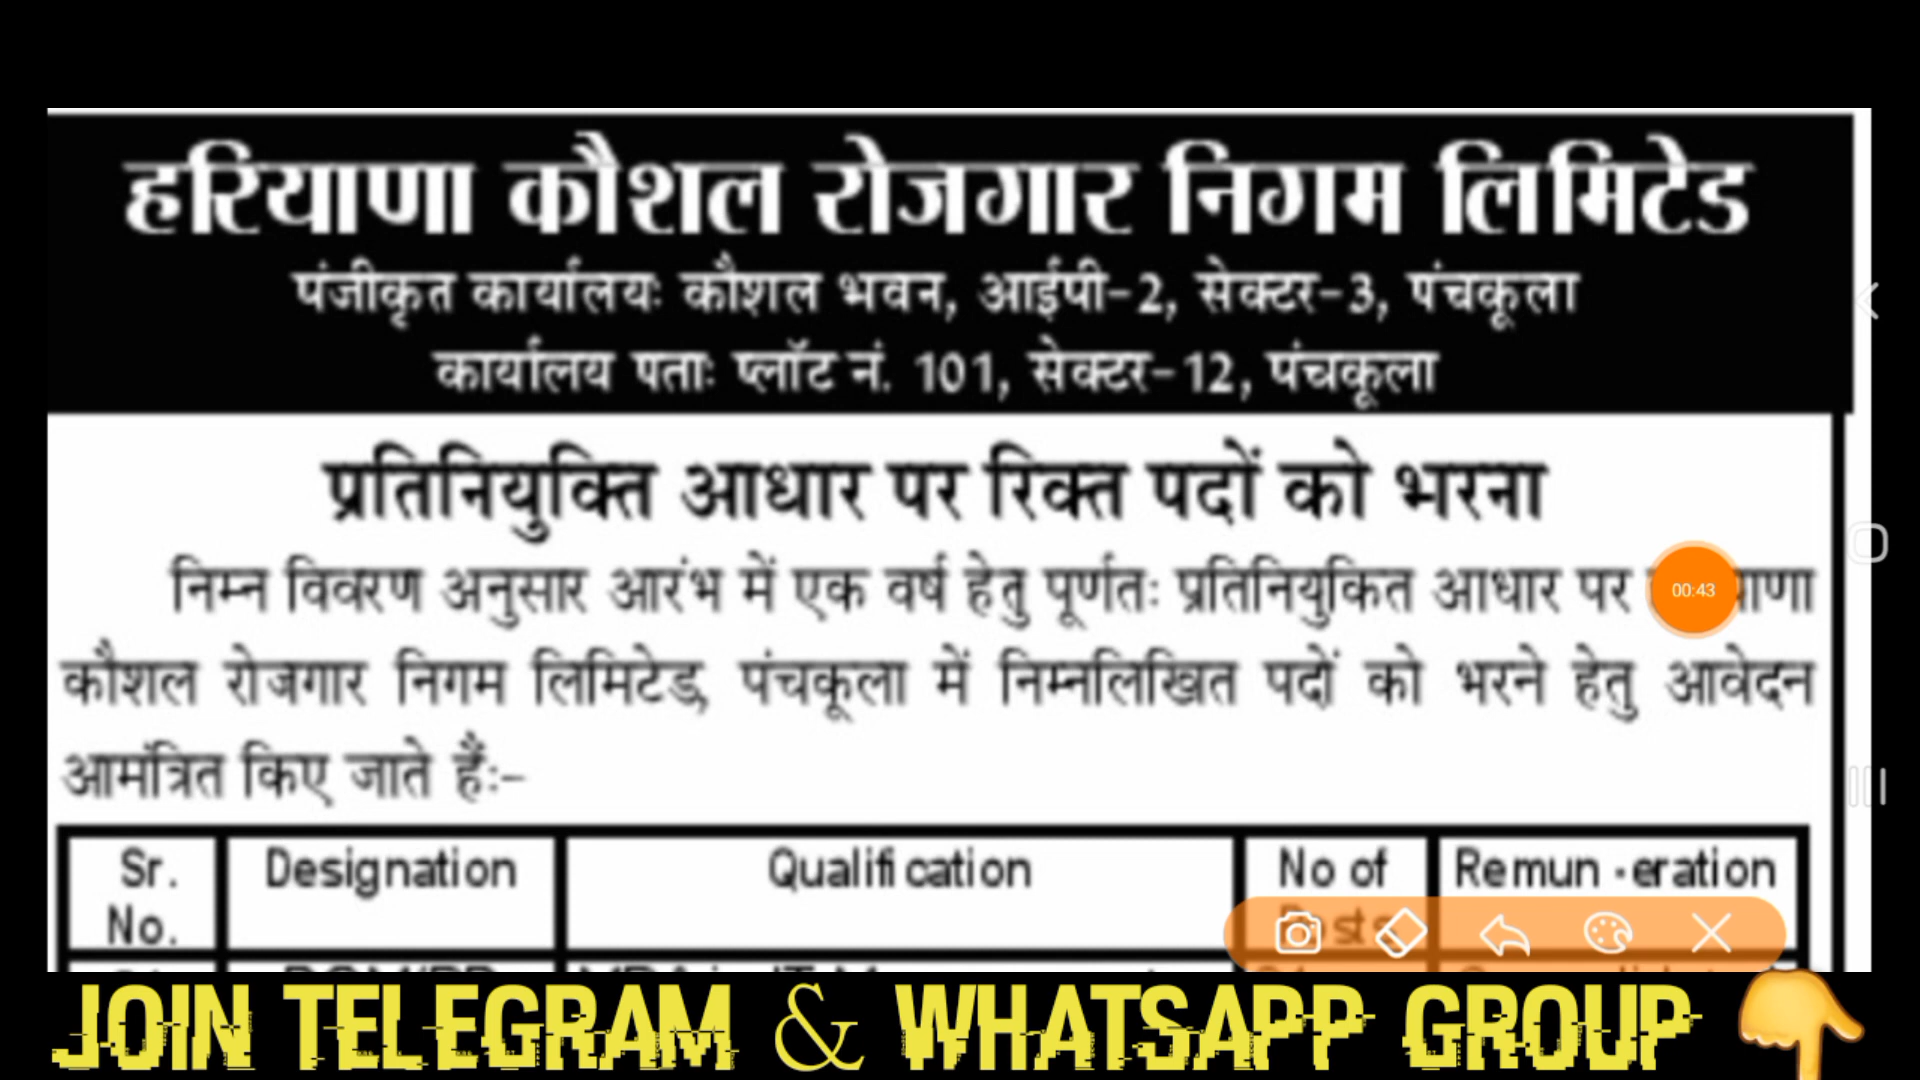 हरियाणा कौशल रोजगार निगम लिमिटेड
पंजीकृत कार्यालयः कौशल भवन, आईपी-2, सेक्टर-3, पंचकूला
कार्यालय पताः प्लॉट नं. 101, सेक्टर-12, पंचकूला
प्रतिनियुक्ति आधार पर रिक्त पदों को भरना
निम्न विवरण अनुसार आरंभ में एक वर्ष हेतु पूर्णतः प्रतिनियुकित आधार पर
00:43
कौशल रोजगार निगम लिमिटेड, पंचकूला में निम्नलिखित पदों को भरने हेतु आवेदन
आमंत्रित किए जाते हैंः-
Sr. No. Designation Qualification No of Posts Remun-eration
JOIN TELEGRAM & WHATSAPP GROUP